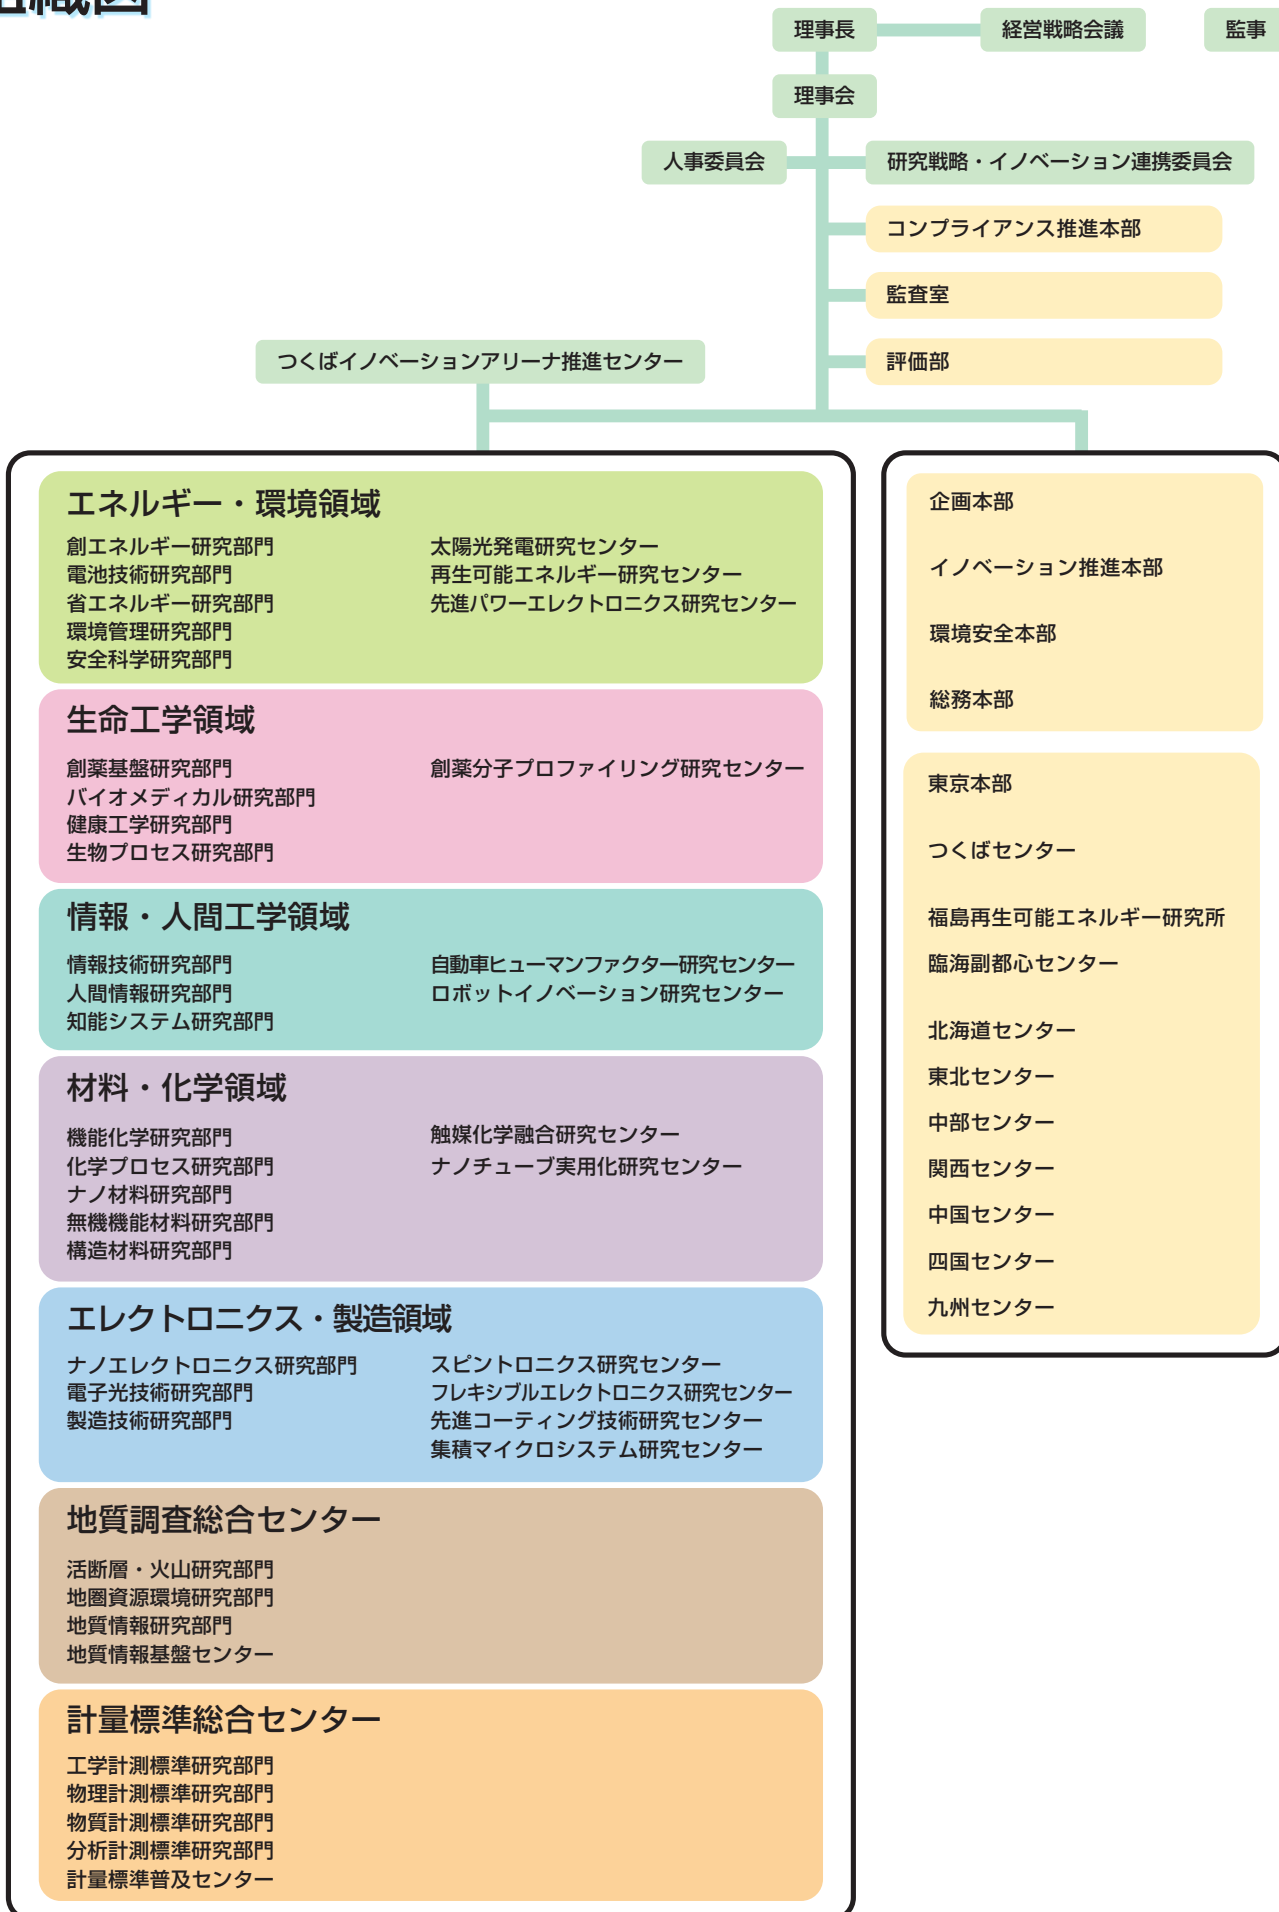 組織図
理事長
経営戦略会議
監事
理事会
人事委員会
研究戦略・イノベーション連携委員会
コンプライアンス推進本部
監査室
評価部
つくばイノベーションアリーナ推進センター
エネルギー・環境領域
創エネルギー研究部門
電池技術研究部門
省エネルギー研究部門
環境管理研究部門
安全科学研究部門
太陽光発電研究センター
再生可能エネルギー研究センター
先進パワーエレクトロニクス研究センター
生命工学領域
創薬基盤研究部門
バイオメディカル研究部門
健康工学研究部門
生物プロセス研究部門
創薬分子プロファイリング研究センター
情報・人間工学領域
情報技術研究部門
人間情報研究部門
知能システム研究部門
自動車ヒューマンファクター研究センター
ロボットイノベーション研究センター
材料・化学領域
機能化学研究部門
化学プロセス研究部門
ナノ材料研究部門
無機機能材料研究部門
構造材料研究部門
触媒化学融合研究センター
ナノチューブ実用化研究センター
エレクトロニクス・製造領域
ナノエレクトロニクス研究部門
電子光技術研究部門
製造技術研究部門
スピントロニクス研究センター
フレキシブルエレクトロニクス研究センター
先進コーティング技術研究センター
集積マイクロシステム研究センター
地質調査総合センター
活断層・火山研究部門
地圏資源環境研究部門
地質情報研究部門
地質情報基盤センター
計量標準総合センター
工学計測標準研究部門
物理計測標準研究部門
物質計測標準研究部門
分析計測標準研究部門
計量標準普及センター
企画本部
イノベーション推進本部
環境安全本部
総務本部
東京本部
つくばセンター
福島再生可能エネルギー研究所
臨海副都心センター
北海道センター
東北センター
中部センター
関西センター
中国センター
四国センター
九州センター